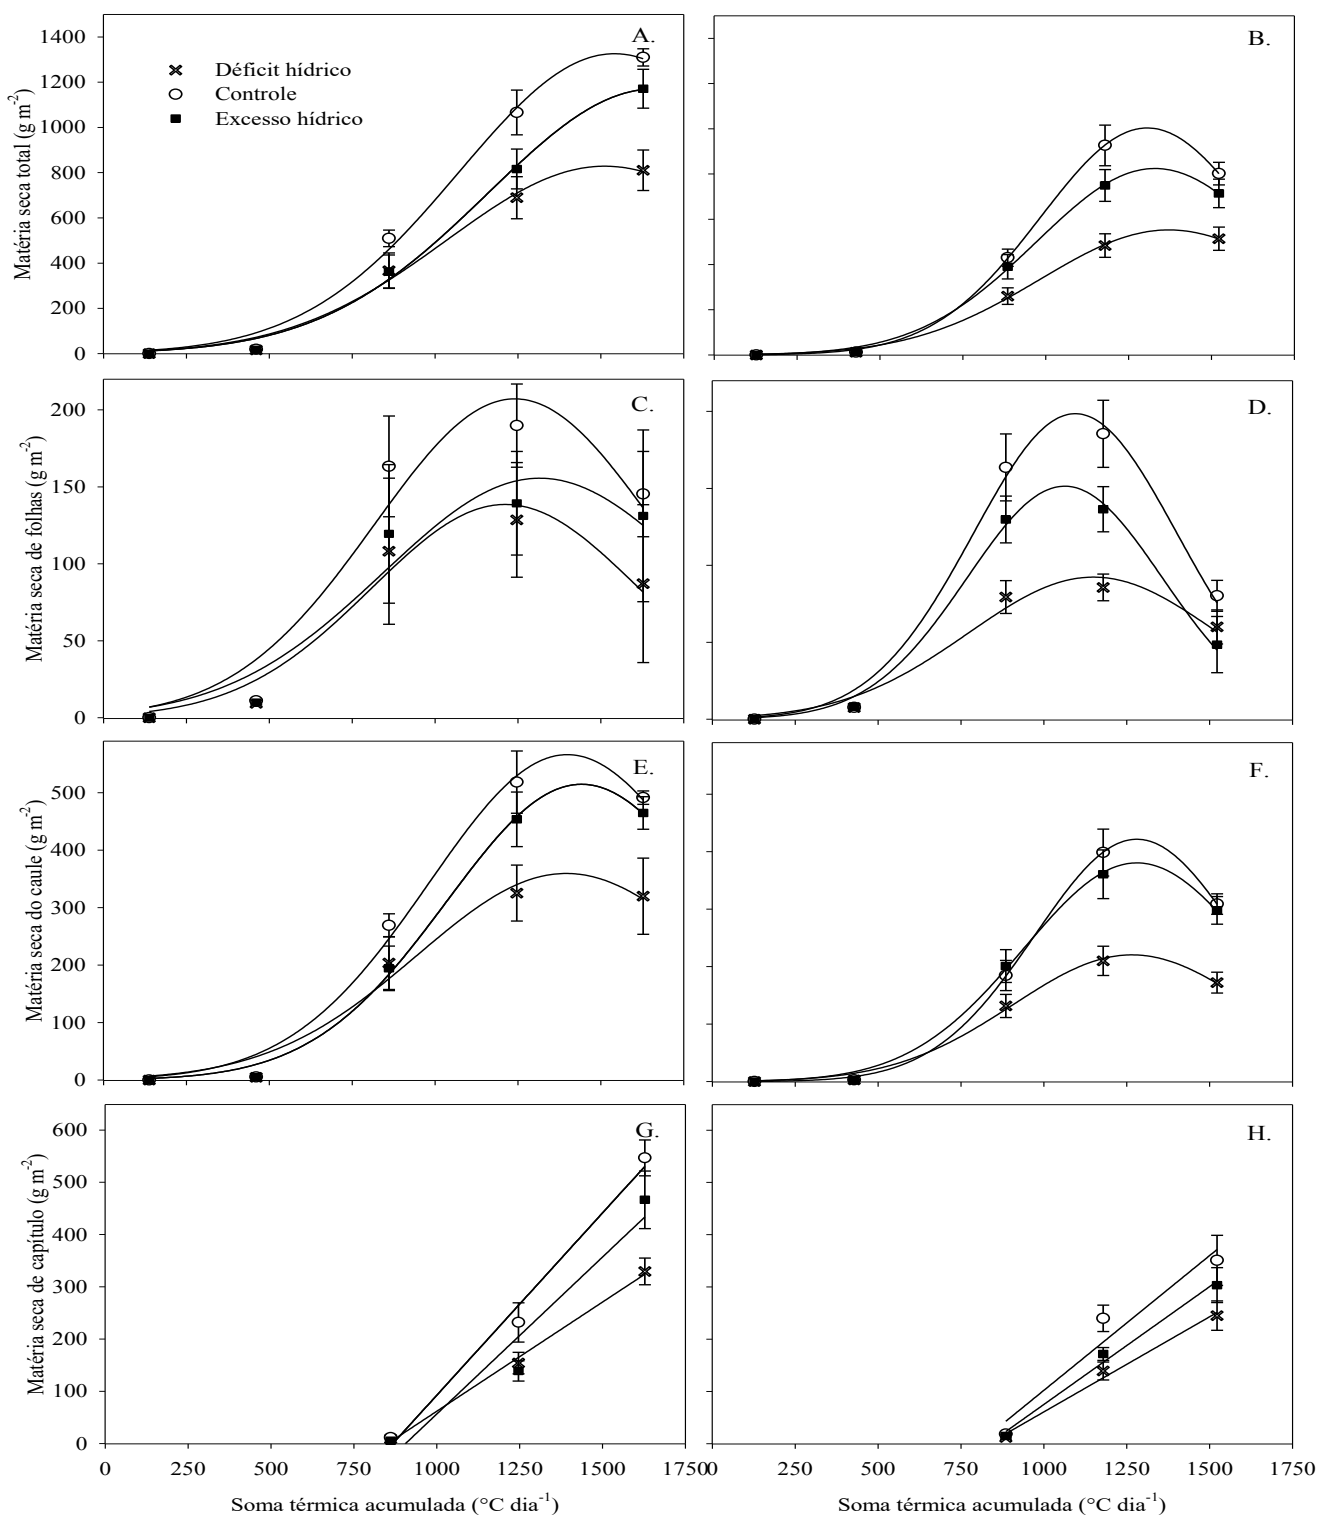 A.
B.
Déficit hídrico
Controle
Excesso hídrico
Matéria seca total (g m-2)
1400
1200
1000
800
600
400
200
0
C.
D.
Matéria seca de folhas (g m-2)
200
150
100
50
0
E.
F.
Matéria seca do caule (g m-2)
500
400
300
200
100
0
G.
H.
Matéria seca de capítulo (g m-2)
600
500
400
300
200
100
0
0 250 500 750 1000 1250 1500 1750
0 250 500 750 1000 1250 1500 1750
Soma térmica acumulada (°C dia-1)
Soma térmica acumulada (°C dia-1)